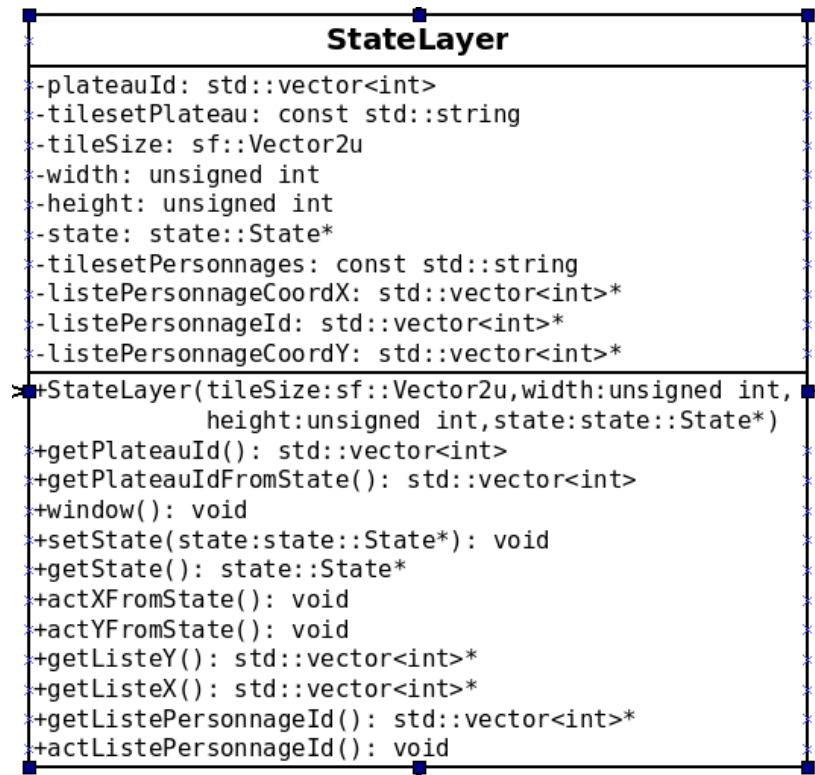 StateLayer
-plateauId: std::vector<int>
-tilesetPlateau: const std::string
-tileSize: sf::Vector2u
-width: unsigned int
-height: unsigned int
-state: state::State*
-tilesetPersonnages: const std::string
-listePersonnageCoordX: std::vector<int>*
-listePersonnageId: std::vector<int>*
-listePersonnageCoordY: std::vector<int>*
+StateLayer(tileSize:sf::Vector2u,width:unsigned int,
height:unsigned int,state:state::State*)
+getPlateauId(): std::vector<int>
+getPlateauIdFromState(): std::vector<int>
+window(): void
+setState(state:state::State*): void
+getState(): state::State*
+actXFromState(): void
+actYFromState(): void
+getListeY(): std::vector<int>*
+getListeX(): std::vector<int>*
+getListePersonnageId(): std::vector<int>*
+actListePersonnageId(): void